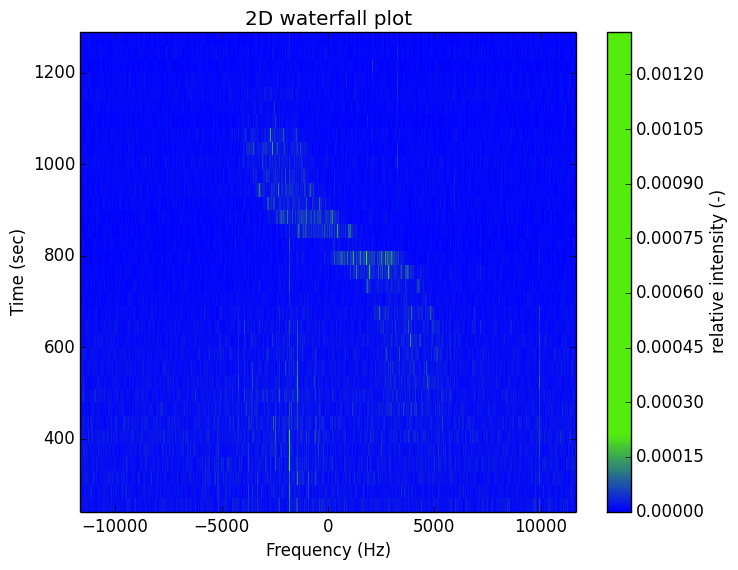 2D waterfall plot
1200
1000
800
600
400
Time (sec)
−10000 −5000 0 5000 10000
Frequency (Hz)
0.00120
0.00105
0.00090
0.00075
0.00060
0.00045
0.00030
0.00015
0.00000
relative intensity (-)